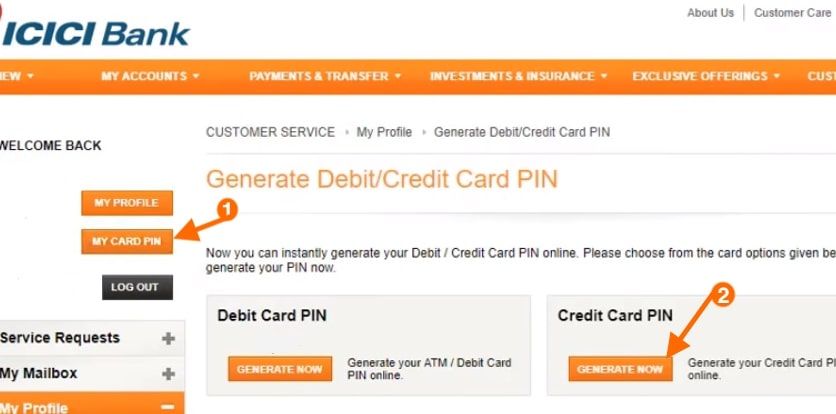 About Us | Customer Care
ICICI Bank
MY ACCOUNTS
PAYMENTS & TRANSFER
INVESTMENTS & INSURANCE
EXCLUSIVE OFFERINGS
WELCOME BACK
CUSTOMER SERVICE
My Profile
Generate Debit/Credit Card PIN
Generate Debit/Credit Card PIN
MY PROFILE
1
MY CARD PIN
Now you can instantly generate your Debit / Credit Card PIN online. Please choose from the card options given
generate your PIN now.
LOG OUT
2
Debit Card PIN
Credit Card PIN
Service Requests
GENERATE NOW
Generate your ATM / Debit Card
PIN online.
GENERATE NOW
Generate your Credit Card
online.
My Mailbox
My Profile